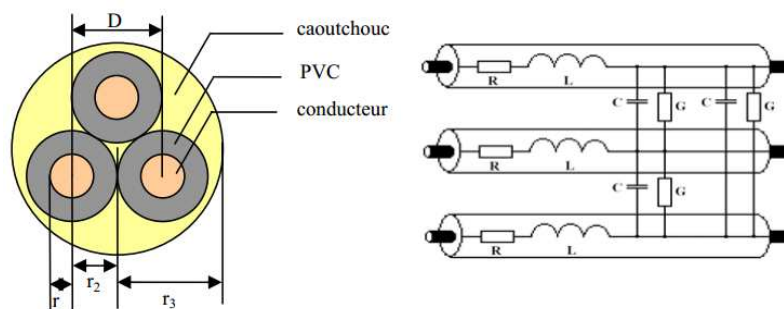 D
caoutchouc
PVC
conducteur
r
r₂
r₃
R L C G C G
R L
C G
R L